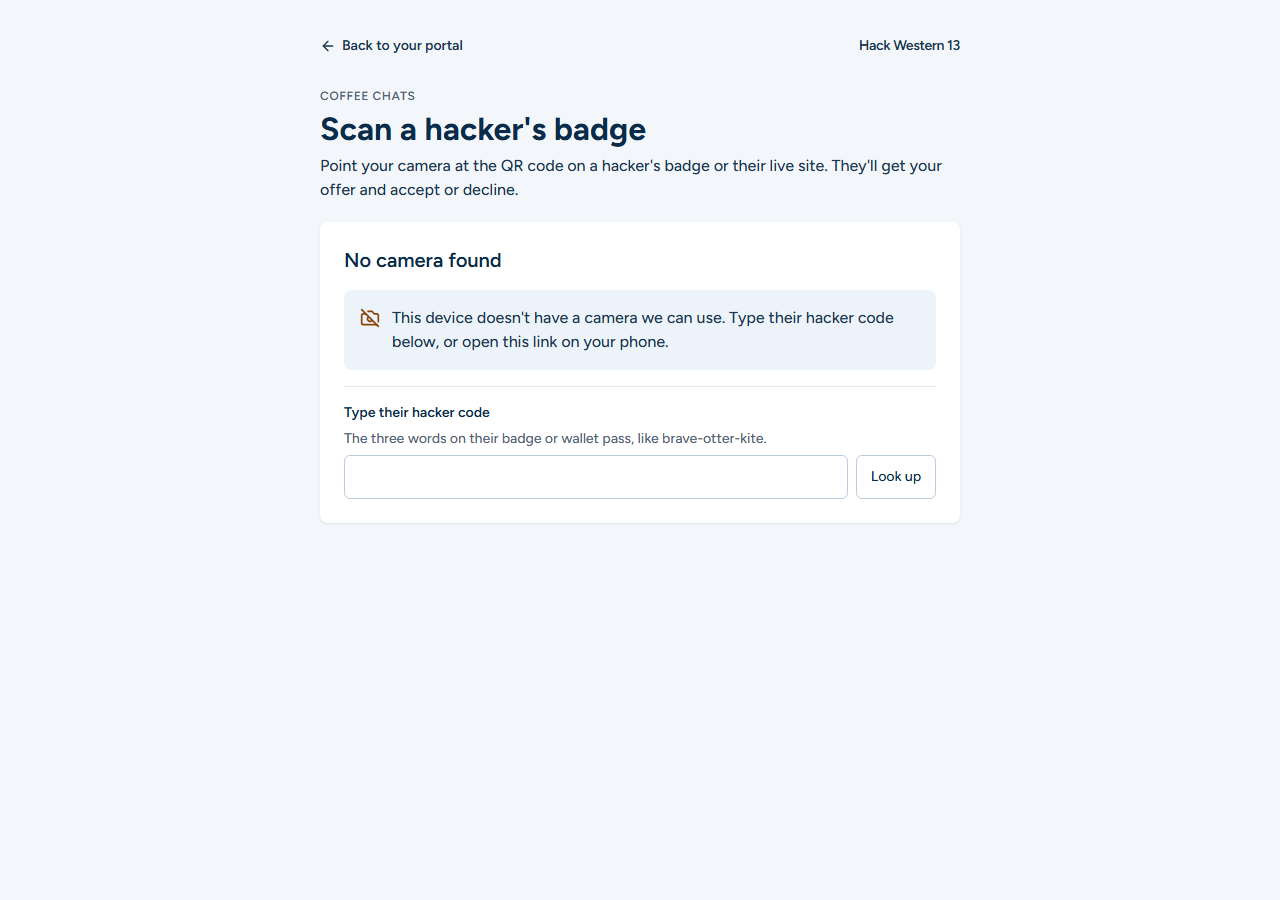 Back to your portal
Hack Western 13
COFFEE CHATS
Scan a hacker's badge
Point your camera at the QR code on a hacker's badge or their live site. They'll get your
offer and accept or decline.
No camera found
This device doesn't have a camera we can use. Type their hacker code
below, or open this link on your phone.
Type their hacker code
The three words on their badge or wallet pass, like brave-otter-kite.
Look up